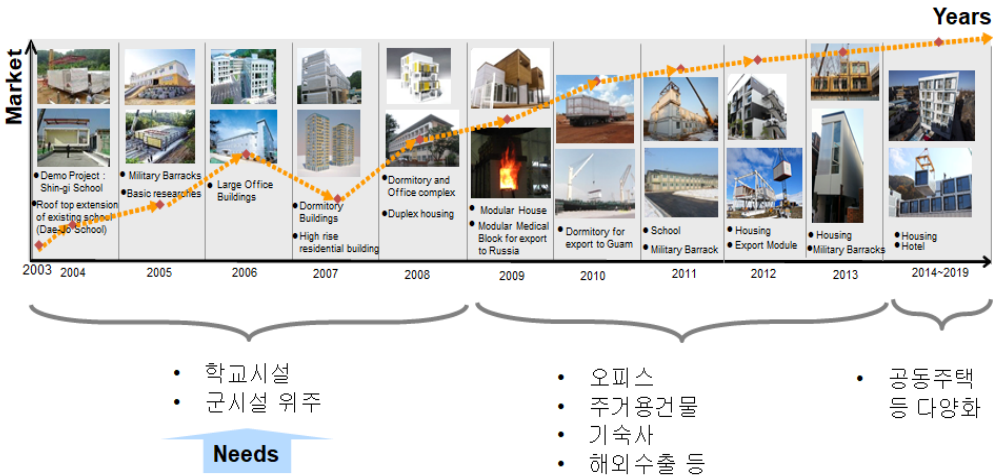 Years
Market
• Demo Project :
Shin-gi School
• Roof top extension
of existing school
(Dae-Jo School)
• Military Barracks
• Basic researches
• Large Office
Buildings
• Dormitory
Buildings
• High rise
residential building
• Dormitory and
Office complex
• Duplex housing
• Modular House
• Modular Medical
Block for export
to Russia
• Dormitory for
export to Guam
• School
• Military Barrack
• Housing
• Export Module
• Housing
• Military Barracks
• Housing
• Hotel
2003 2004 2005 2006 2007 2008 2009 2010 2011 2012 2013 2014~2019
• 학교시설
• 군시설 위주
Needs
• 오피스
• 주거용건물
• 기숙사
• 해외수출 등
• 공동주택
등 다양화